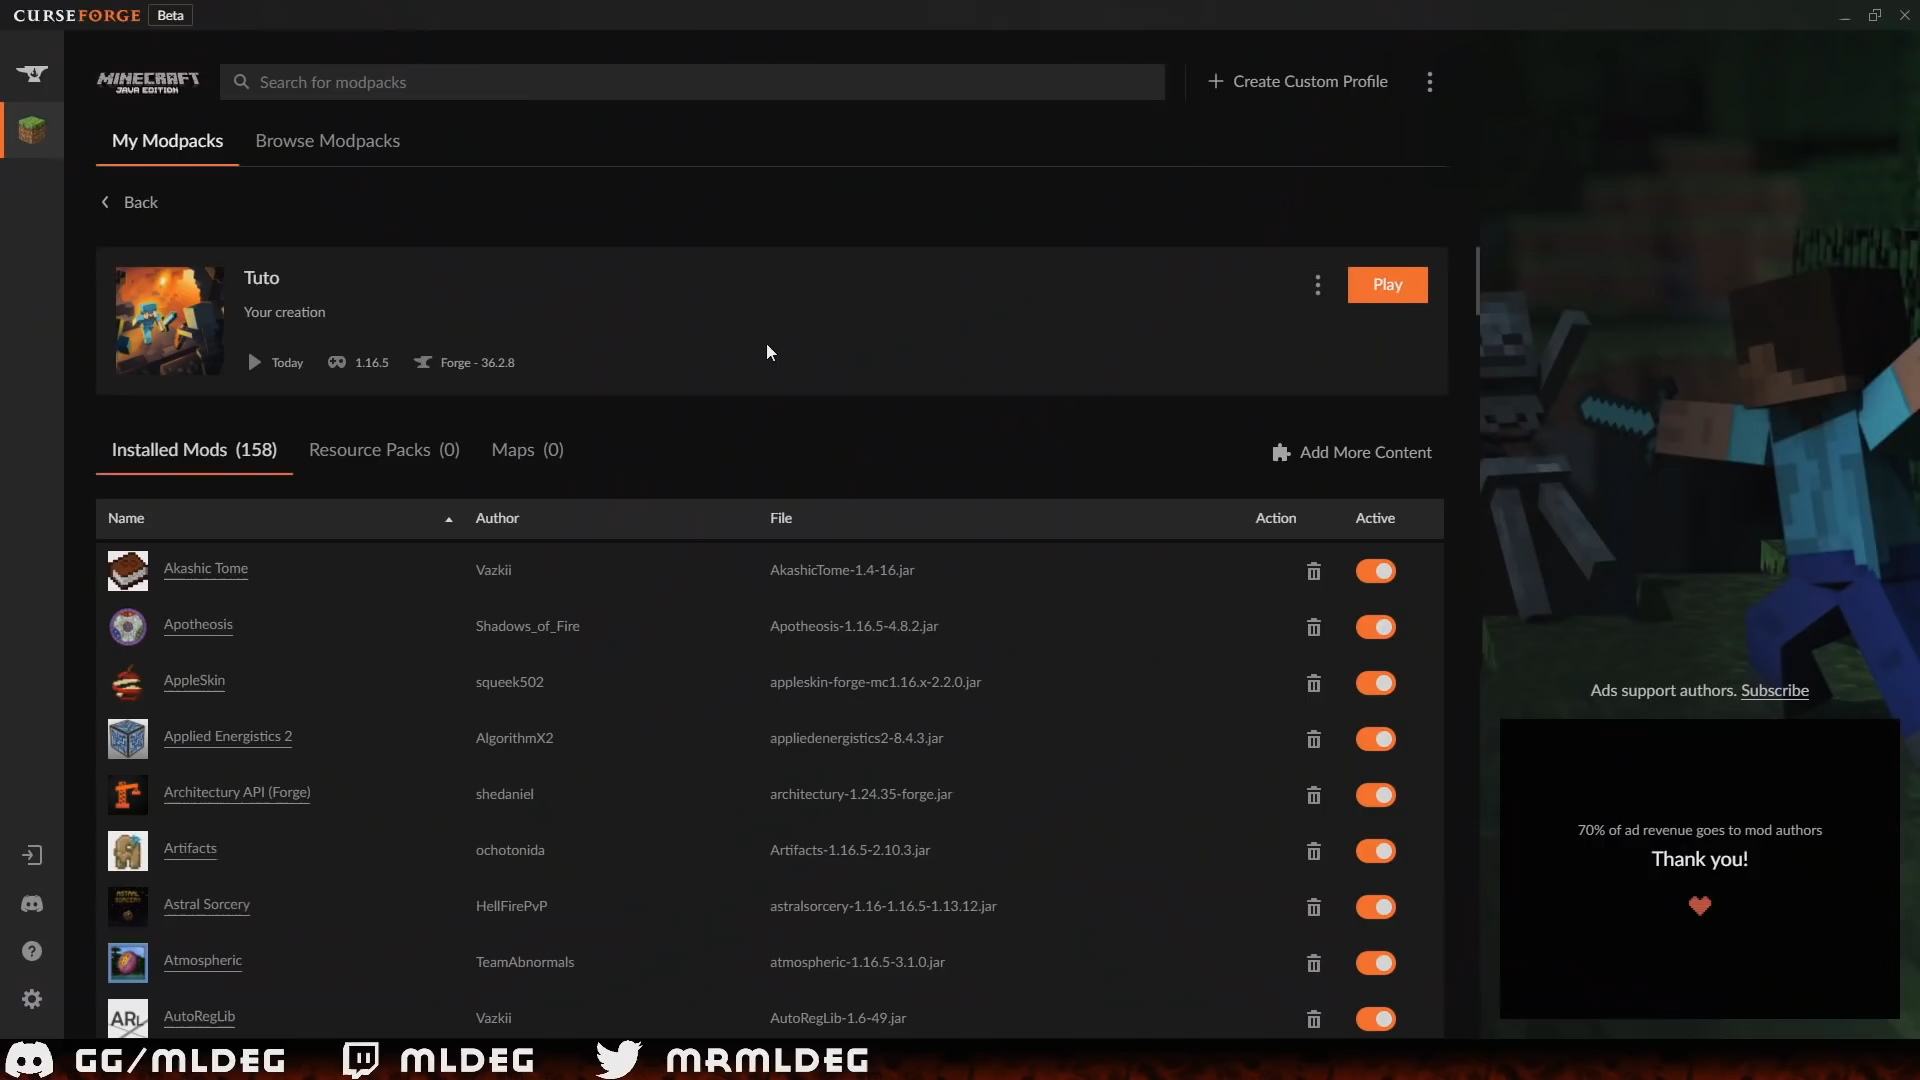 CURSEFORGE Beta
MINECRAFT
JAVA EDITION
Search for modpacks
Create Custom Profile
My Modpacks
Browse Modpacks
Back
Tuto
Your creation
Today
1.16.5
Forge - 36.2.8
Play
Installed Mods (158)
Resource Packs (0)
Maps (0)
Add More Content
Name Author File Action Active
Akashic Tome Vazkii AkashicTome-1.4-16.jar
Apotheosis Shadows_of_Fire Apotheosis-1.16.5-4.8.2.jar
AppleSkin squeek502 appleskin-forge-mc1.16.x-2.2.0.jar
Applied Energistics 2 AlgorithmX2 appliedenergistics2-8.4.3.jar
Architectury API (Forge) shedaniel architectury-1.24.35-forge.jar
Artifacts ochotonida Artifacts-1.16.5-2.10.3.jar
ASTRAL
SORCERY
Astral Sorcery HellFirePvP astralsorcery-1.16-1.16.5-1.13.12.jar
Atmospheric TeamAbnormals atmospheric-1.16.5-3.1.0.jar
ARL
AutoRegLib Vazkii AutoRegLib-1.6-49.jar
Ads support authors. Subscribe
70% of ad revenue goes to mod authors
Thank you!
GG/MLDEG
MLDEG
MRMLDEG